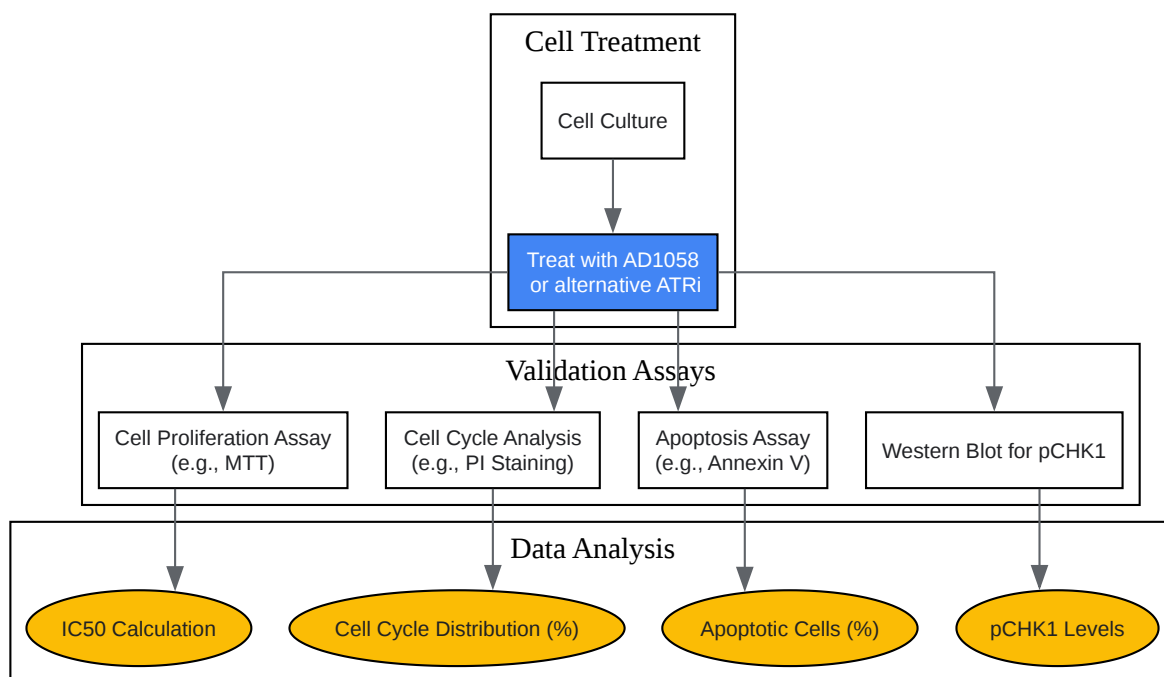 Cell Treatment
Cell Culture
Treat with AD1058
or alternative ATRi
Validation Assays
Cell Proliferation Assay
(e.g., MTT)
Cell Cycle Analysis
(e.g., PI Staining)
Apoptosis Assay
(e.g., Annexin V)
Western Blot for pCHK1
Data Analysis
IC50 Calculation
Cell Cycle Distribution (%)
Apoptotic Cells (%)
pCHK1 Levels